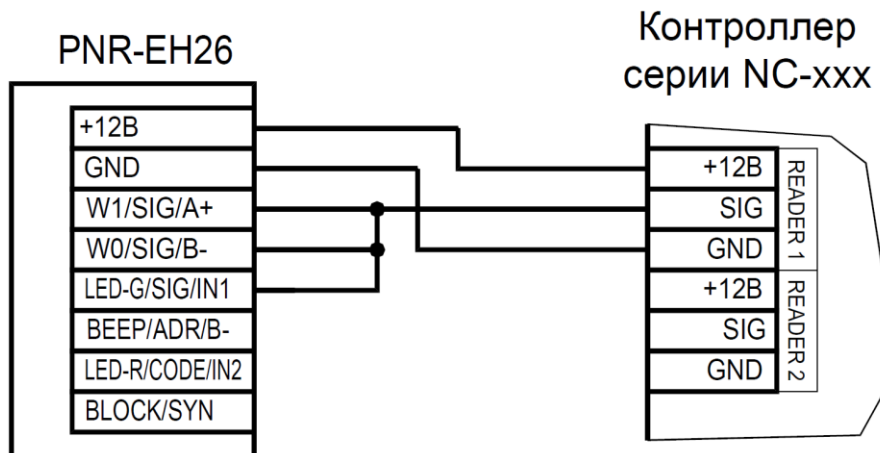 PNR-EH26
Контроллер
серии NC-xxx
+12В
GND
W1/SIG/A+
W0/SIG/B-
LED-G/SIG/IN1
BEEP/ADR/B-
LED-R/CODE/IN2
BLOCK/SYN
+12В
SIG
GND
READER 1
+12В
SIG
GND
READER 2